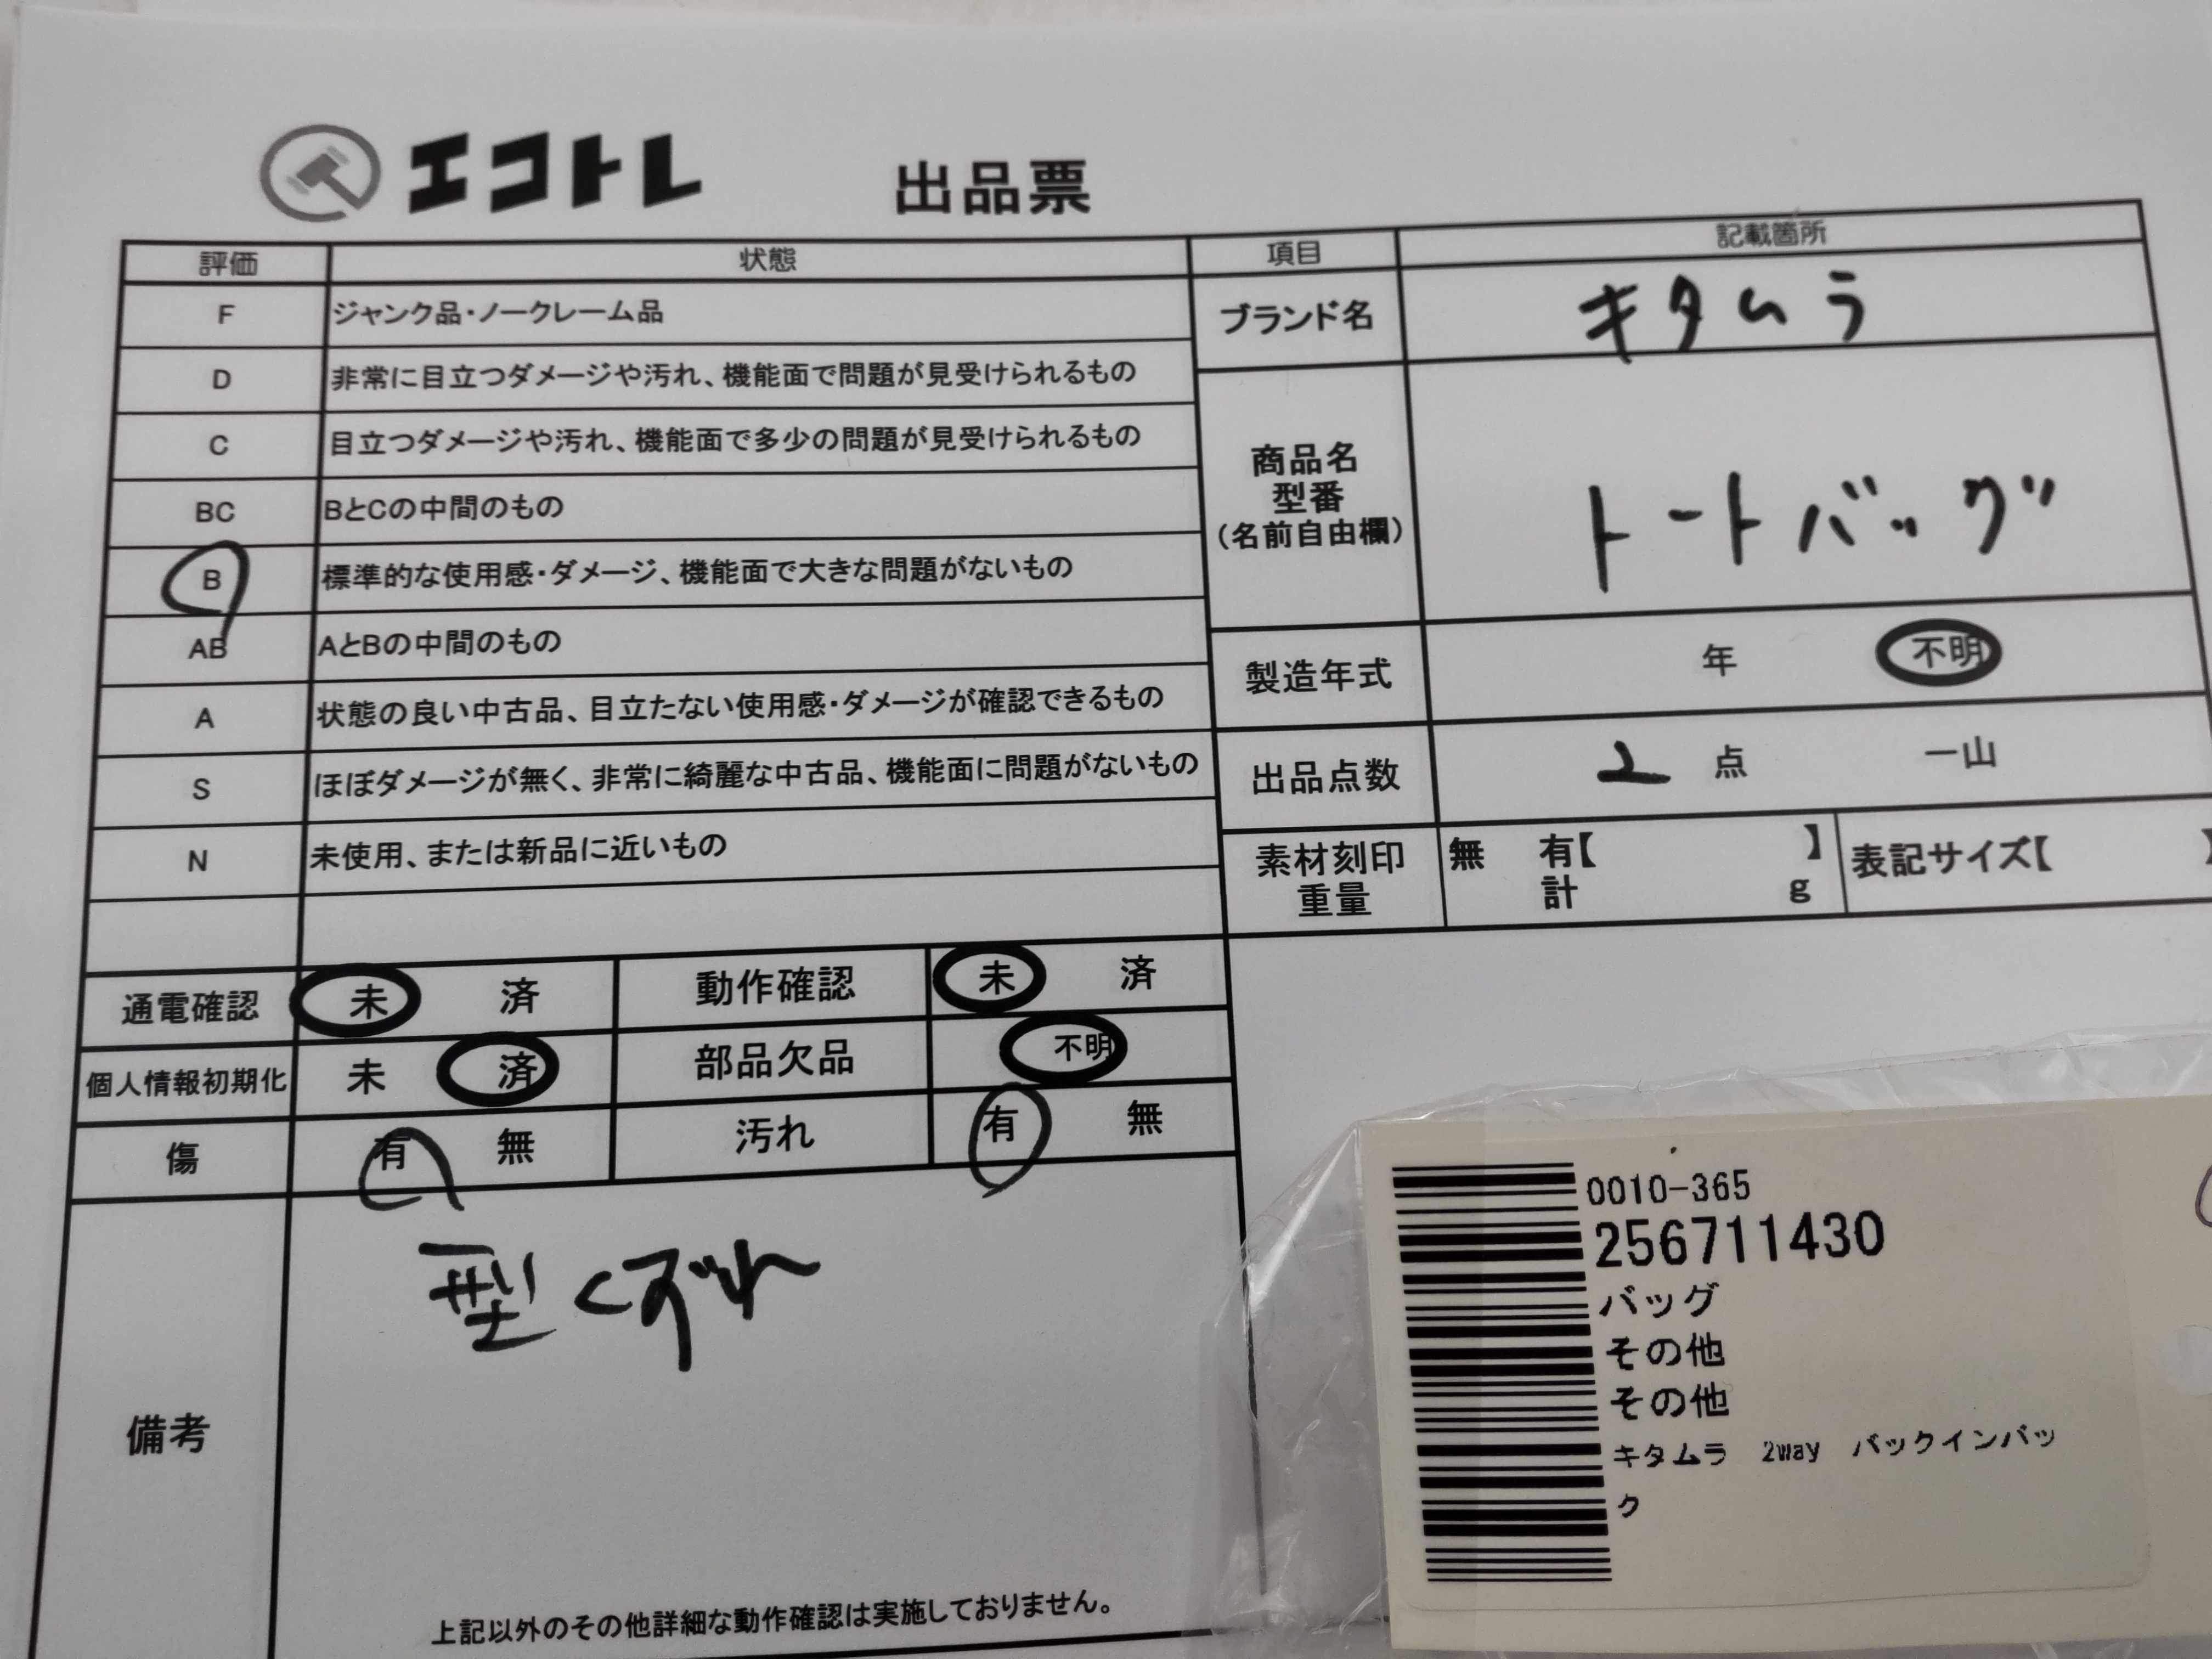 エコトレ 出品票
評価 状態
F ジャンク品・ノークレーム品
D 非常に目立つダメージや汚れ、機能面で問題が見受けられるもの
C 目立つダメージや汚れ、機能面で多少の問題が見受けられるもの
BC BとCの中間のもの
B 標準的な使用感・ダメージ、機能面で大きな問題がないもの
AB AとBの中間のもの
A 状態の良い中古品、目立たない使用感・ダメージが確認できるもの
S ほぼダメージが無く、非常に綺麗な中古品、機能面に問題がないもの
N 未使用、または新品に近いもの
項目 記載箇所
ブランド名 キタムラ
商品名
型番
(名前自由欄)
トートバッグ
製造年式 年 不明
出品点数 2 点 一山
素材刻印
重量
無 有【 】
計 g
表記サイズ【 】
通電確認 未 済 動作確認 未 済
個人情報初期化 未 済 部品欠品 不明
傷 有 無 汚れ 有 無
備考
型くずれ
上記以外のその他詳細な動作確認は実施しておりません。
0010-365
256711430
バッグ
その他
その他
キタムラ 2way バックインバッ
ク